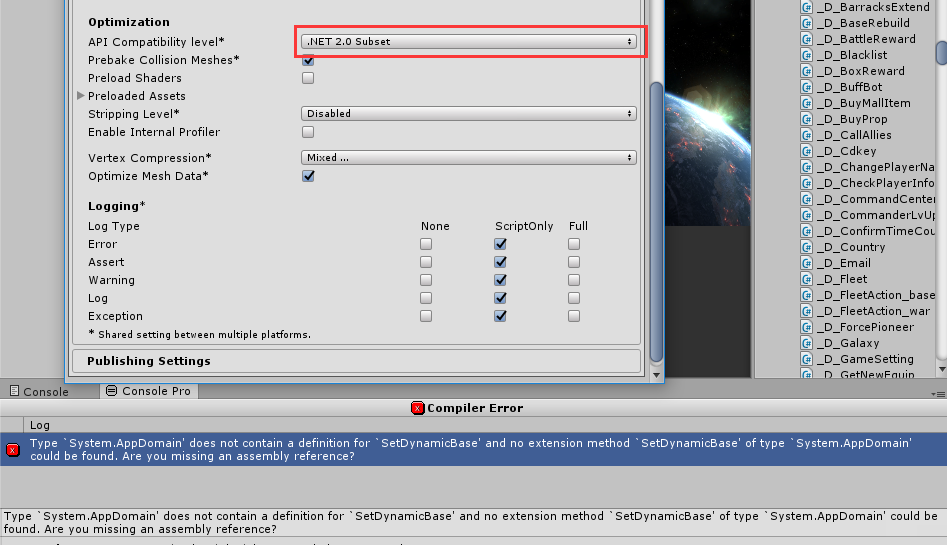 Optimization
API Compatibility level*
.NET 2.0 Subset
Prebake Collision Meshes*
Preload Shaders
Preloaded Assets
Stripping Level*
Disabled
Enable Internal Profiler
Vertex Compression*
Mixed ...
Optimize Mesh Data*
Logging*
Log Type
None
ScriptOnly
Full
Error
Assert
Warning
Log
Exception
* Shared setting between multiple platforms.
Publishing Settings
_D_BarracksExtend
_D_BaseRebuild
_D_BattleReward
_D_Blacklist
_D_BoxReward
_D_BuffBot
_D_BuyMallItem
_D_BuyProp
_D_CallAllies
_D_Cdkey
_D_ChangePlayerNa
_D_CheckPlayerInfo
_D_CommandCenter
_D_CommanderLvUp
_D_ConfirmTimeCou
_D_Country
_D_Email
_D_Fleet
_D_FleetAction_base
_D_FleetAction_war
_D_ForcePioneer
_D_Galaxy
_D_GameSetting
_D_GetNewEquip
Console
Console Pro
Compiler Error
Log
Type `System.AppDomain' does not contain a definition for `SetDynamicBase' and no extension method `SetDynamicBase' of type `System.AppDomain'
could be found. Are you missing an assembly reference?
Type `System.AppDomain' does not contain a definition for `SetDynamicBase' and no extension method `SetDynamicBase' of type `System.AppDomain' could be
found. Are you missing an assembly reference?